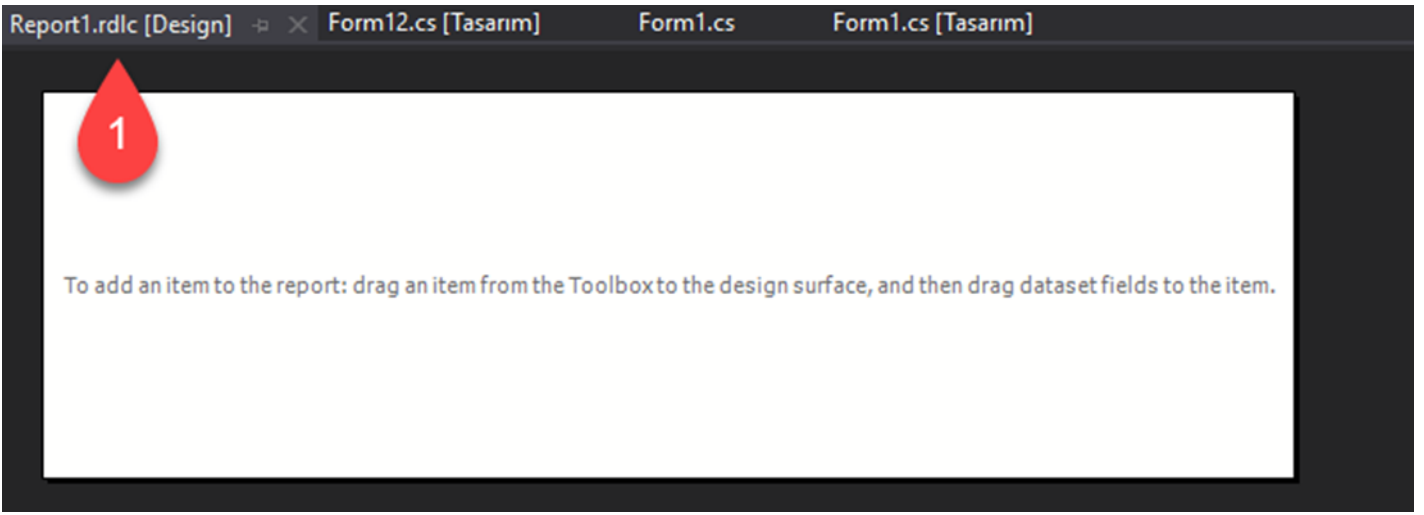 Report1.rdlc [Design] Form12.cs [Tasarım] Form1.cs Form1.cs [Tasarım]
1
To add an item to the report: drag an item from the Toolbox to the design surface, and then drag dataset fields to the item.